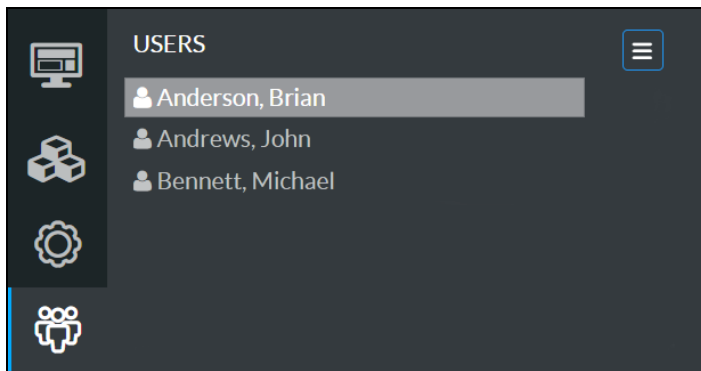 USERS
Anderson, Brian
Andrews, John
Bennett, Michael